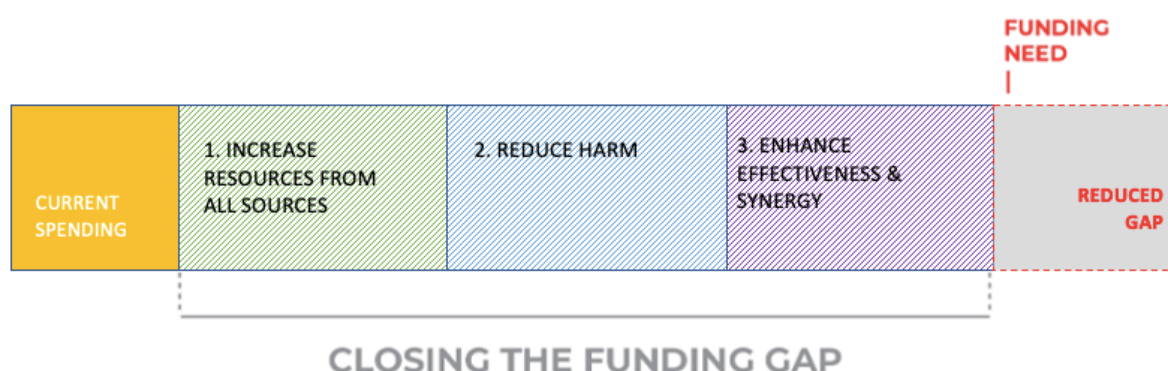 FUNDING
NEED
CURRENT
SPENDING
1. INCREASE
RESOURCES FROM
ALL SOURCES
2. REDUCE HARM
3. ENHANCE
EFFECTIVENESS &
SYNERGY
REDUCED
GAP
CLOSING THE FUNDING GAP